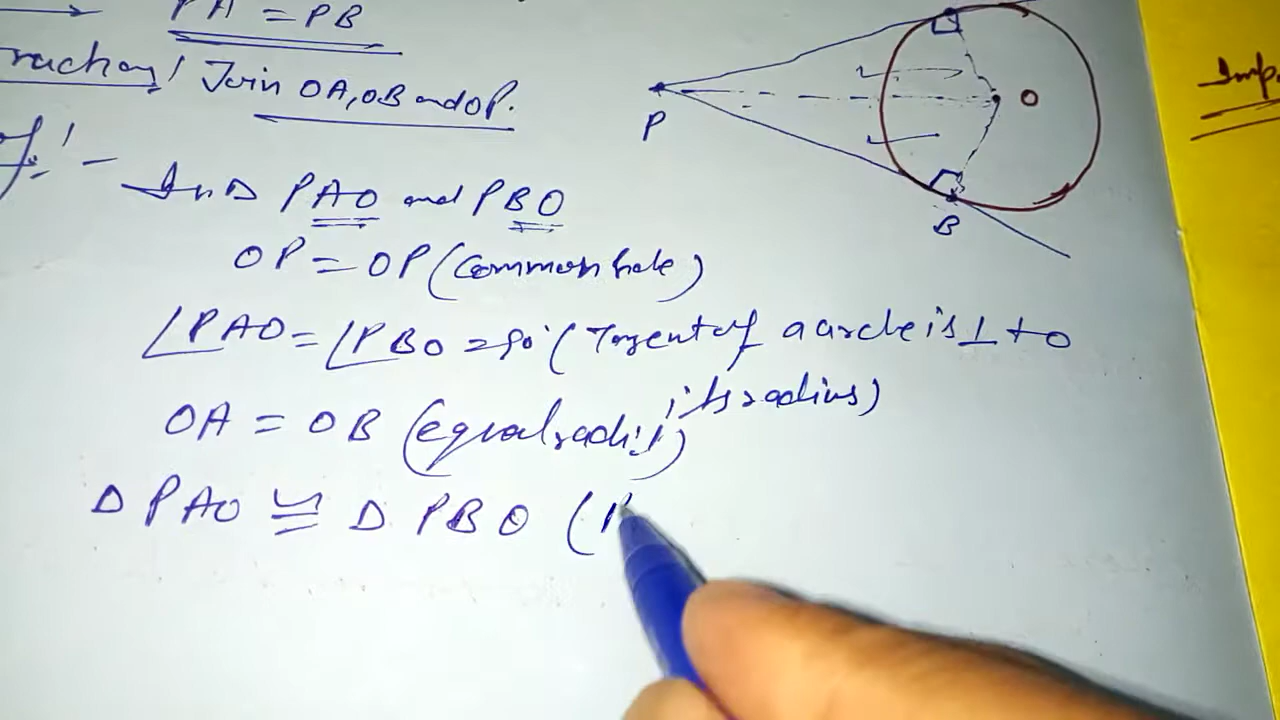 PA = PB
Join OA, OB and OP.
In Δ PAO and PBO
OP = OP (Common
∠PAO = ∠PBO = 90° (Tangent of a circle is ⊥ to
its radius)
OA = OB (equal radii)
Δ PAO ≅ Δ PBO (
P
O
B
Imp.